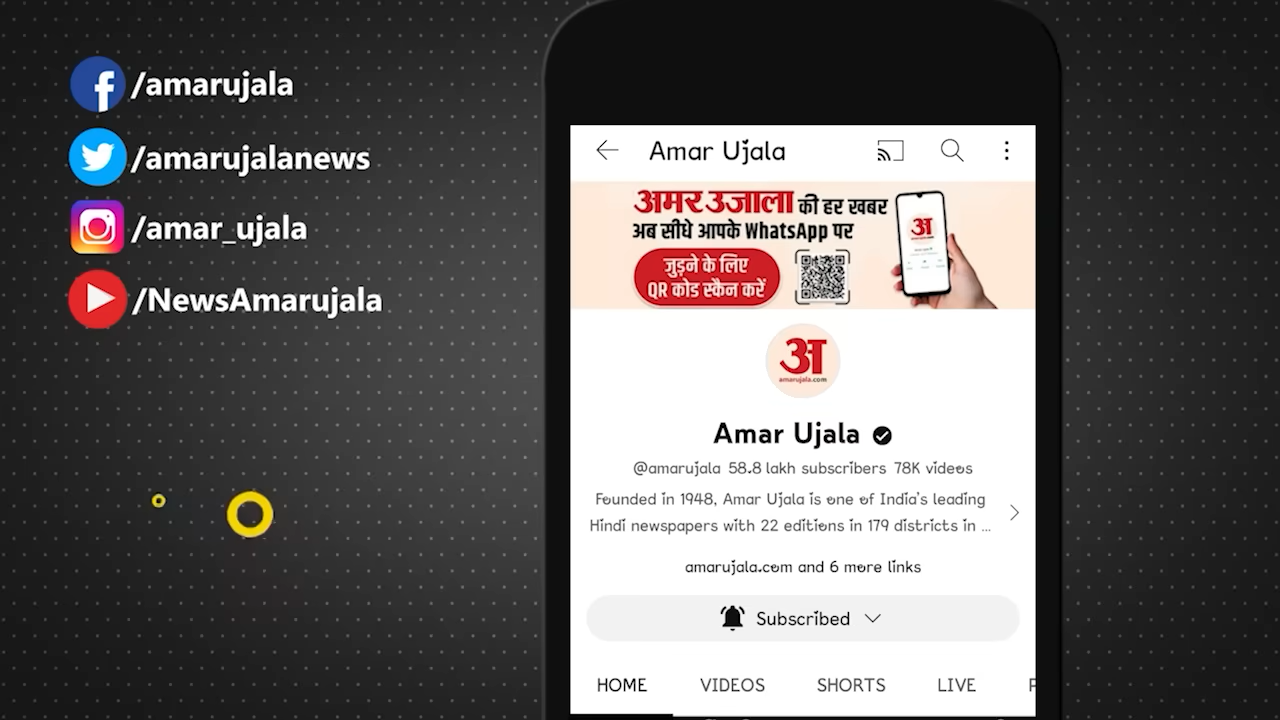 /amarujala
/amarujalanews
/amar_ujala
/NewsAmarujala
Amar Ujala
अमर उजाला की हर खबर
अब सीधे आपके WhatsApp पर
जुड़ने के लिए
QR कोड स्कैन करें
अ
अ
amarujala.com
Amar Ujala
@amarujala 58.8 lakh subscribers 78K videos
Founded in 1948, Amar Ujala is one of India's leading
Hindi newspapers with 22 editions in 179 districts in ...
amarujala.com and 6 more links
Subscribed
HOME VIDEOS SHORTS LIVE